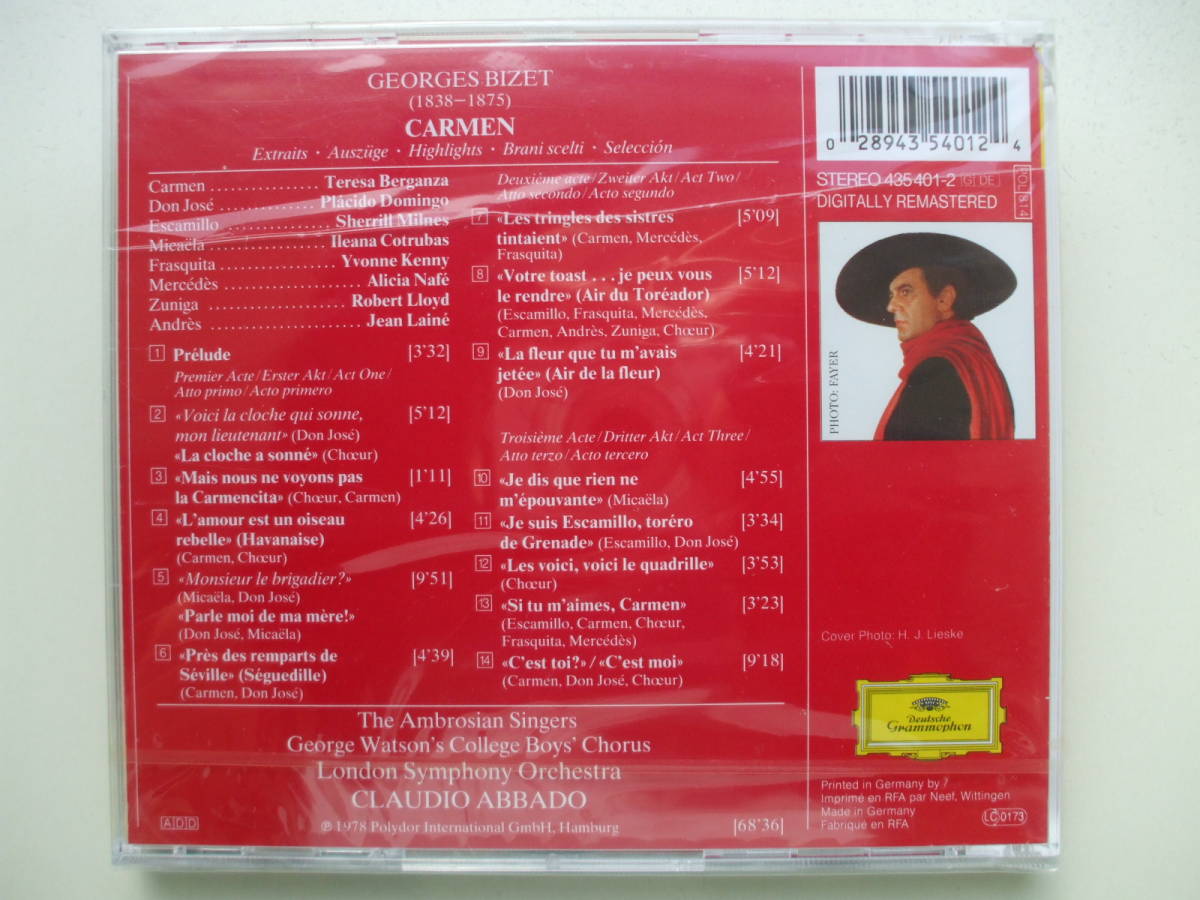 GEORGES BIZET
(1838–1875)
CARMEN
Extraits · Auszüge · Highlights · Brani scelti · Selección
Carmen .......... Teresa Berganza
Don José .............. Plácido Domingo
Escamillo .............. Sherrill Milnes
Micaëla ................ Ileana Cotrubas
Frasquita .................. Yvonne Kenny
Mercédès ...................... Alicia Nafé
Zuniga .................... Robert Lloyd
Andrès ...................... Jean Lainé
1 Prélude [3'32]
Premier Acte/Erster Akt/Act One/
Atto primo/Acto primero
2 «Voici la cloche qui sonne, [5'12]
mon lieutenant» (Don José)
«La cloche a sonné» (Chœur)
3 «Mais nous ne voyons pas [1'11]
la Carmencita» (Chœur, Carmen)
4 «L'amour est un oiseau [4'26]
rebelle» (Havanaise)
(Carmen, Chœur)
5 «Monsieur le brigadier?» [9'51]
(Micaëla, Don José)
«Parle moi de ma mère!»
(Don José, Micaëla)
6 «Près des remparts de [4'39]
Séville» (Séguedille)
(Carmen, Don José)
Deuxième acte/Zweiter Akt/Act Two/
Atto secondo/Acto segundo
7 «Les tringles des sistres [5'09]
tintaient» (Carmen, Mercédès,
Frasquita)
8 «Votre toast . . . je peux vous [5'12]
le rendre» (Air du Toréador)
(Escamillo, Frasquita, Mercédès,
Carmen, Andrès, Zuniga, Chœur)
9 «La fleur que tu m'avais [4'21]
jetée» (Air de la fleur)
(Don José)
Troisième Acte/Dritter Akt/Act Three/
Atto terzo/Acto tercero
10 «Je dis que rien ne [4'55]
m'épouvante» (Micaëla)
11 «Je suis Escamillo, toréro [3'34]
de Grenade» (Escamillo, Don José)
12 «Les voici, voici le quadrille» [3'53]
(Chœur)
13 «Si tu m'aimes, Carmen» [3'23]
(Escamillo, Carmen, Chœur,
Frasquita, Mercédès)
14 «C'est toi?»/«C'est moi» [9'18]
(Carmen, Don José, Chœur)
The Ambrosian Singers
George Watson's College Boys' Chorus
London Symphony Orchestra
CLAUDIO ABBADO
ADD
℗ 1978 Polydor International GmbH, Hamburg [68'36]
0 28943 54012 4
STEREO 435 401-2 G DE
DIGITALLY REMASTERED
PHOTO: FAYER
Cover Photo: H. J. Lieske
Deutsche
Grammophon
Printed in Germany by/
Imprimé en RFA par Neef, Wittingen
Made in Germany
Fabriqué en RFA
LC 0173